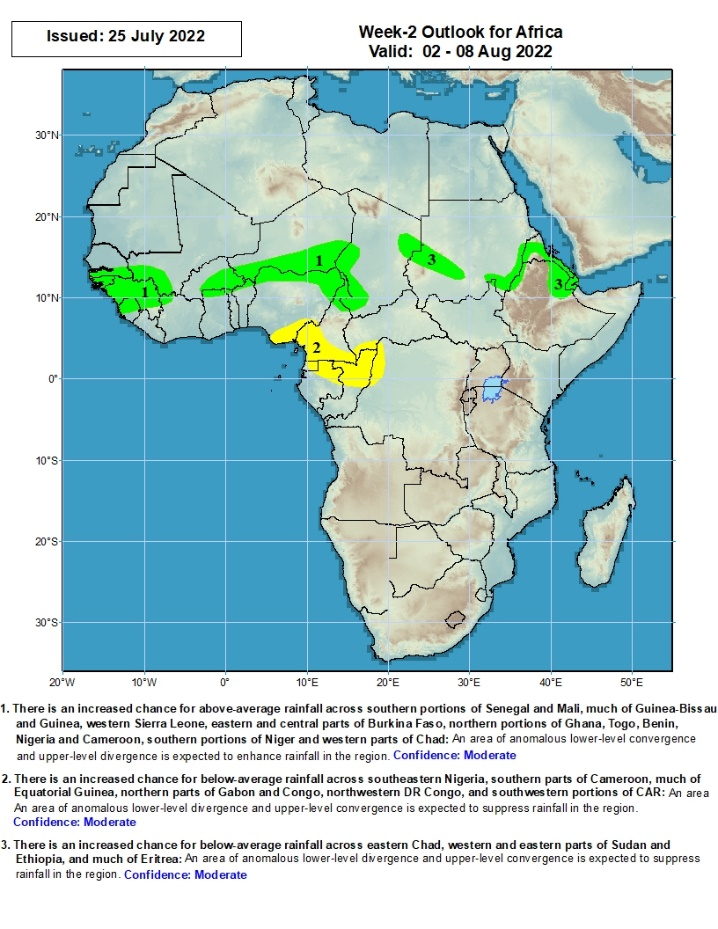 Issued: 25 July 2022
Week-2 Outlook for Africa
Valid: 02 - 08 Aug 2022
30°N
20°N
10°N
0°
10°S
20°S
30°S
1
1
2
3
3
20°W
10°W
0°
10°E
20°E
30°E
40°E
50°E
1. There is an increased chance for above-average rainfall across southern portions of Senegal and Mali, much of Guinea-Bissau
and Guinea, western Sierra Leone, eastern and central parts of Burkina Faso, northern portions of Ghana, Togo, Benin,
Nigeria and Cameroon, southern portions of Niger and western parts of Chad: An area of anomalous lower-level convergence
and upper-level divergence is expected to enhance rainfall in the region. Confidence: Moderate
2. There is an increased chance for below-average rainfall across southeastern Nigeria, southern parts of Cameroon, much of
Equatorial Guinea, northern parts of Gabon and Congo, northwestern DR Congo, and southwestern portions of CAR: An area
An area of anomalous lower-level divergence and upper-level convergence is expected to suppress rainfall in the region.
Confidence: Moderate
3. There is an increased chance for below-average rainfall across eastern Chad, western and eastern parts of Sudan and
Ethiopia, and much of Eritrea: An area of anomalous lower-level divergence and upper-level convergence is expected to suppress
rainfall in the region. Confidence: Moderate